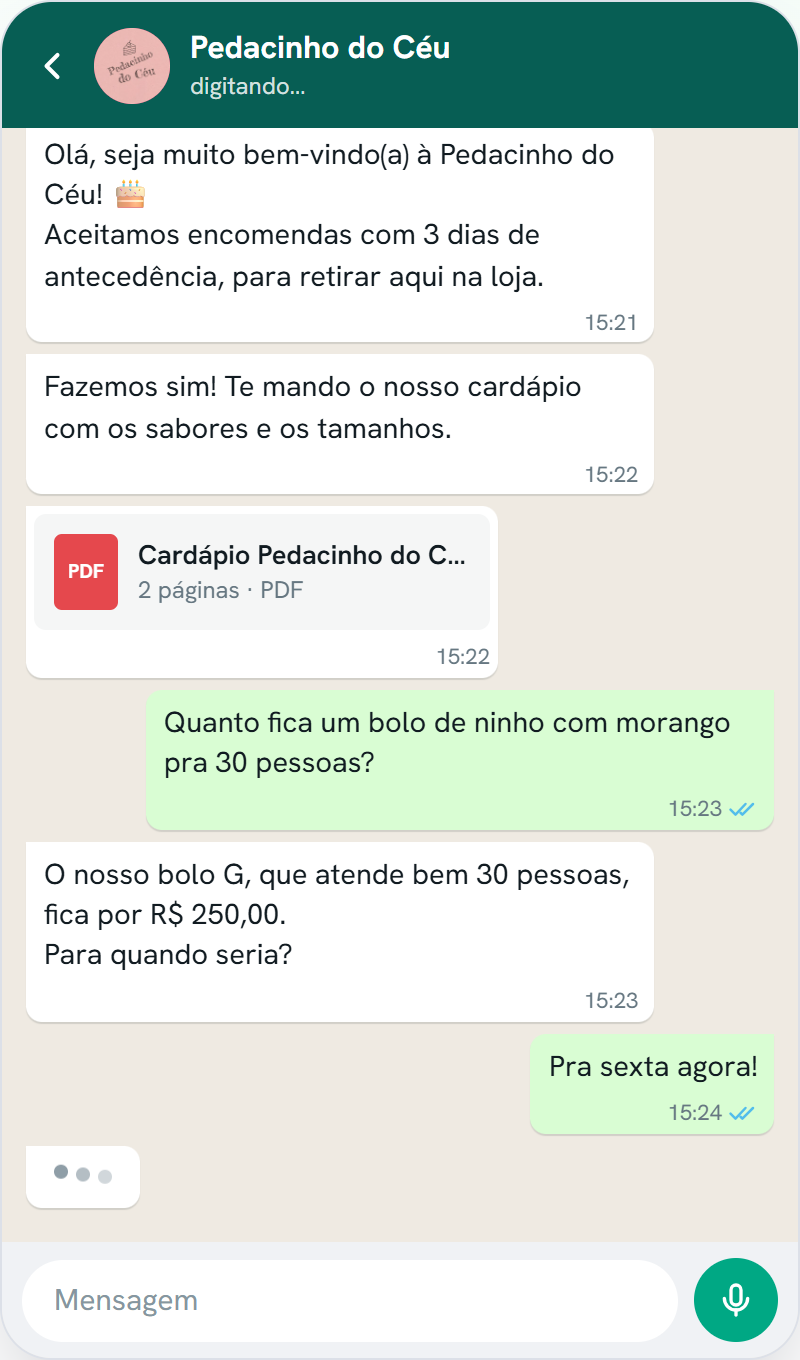 Pedacinho do Céu
Pedacinho
do Céu
digitando...
Olá, seja muito bem-vindo(a) à Pedacinho do
Céu! 🎂
Aceitamos encomendas com 3 dias de
antecedência, para retirar aqui na loja.
15:21
Fazemos sim! Te mando o nosso cardápio
com os sabores e os tamanhos.
15:22
PDF
Cardápio Pedacinho do C...
2 páginas · PDF
15:22
Quanto fica um bolo de ninho com morango
pra 30 pessoas?
15:23
O nosso bolo G, que atende bem 30 pessoas,
fica por R$ 250,00.
Para quando seria?
15:23
Pra sexta agora!
15:24
Mensagem